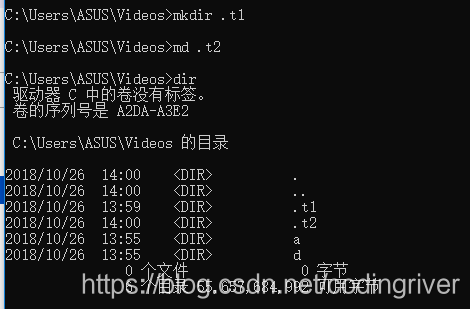 C:\Users\ASUS\Videos>mkdir .t1
C:\Users\ASUS\Videos>md .t2
C:\Users\ASUS\Videos>dir
驱动器 C 中的卷没有标签。
卷的序列号是 A2DA-A3E2
C:\Users\ASUS\Videos 的目录
2018/10/26  14:00    <DIR>          .
2018/10/26  14:00    <DIR>          ..
2018/10/26  13:59    <DIR>          .t1
2018/10/26  14:00    <DIR>          .t2
2018/10/26  13:55    <DIR>          a
2018/10/26  13:55    <DIR>          d
0 个文件              0 字节
个目录 可用字节
https://blog.csdn.net/codingriver